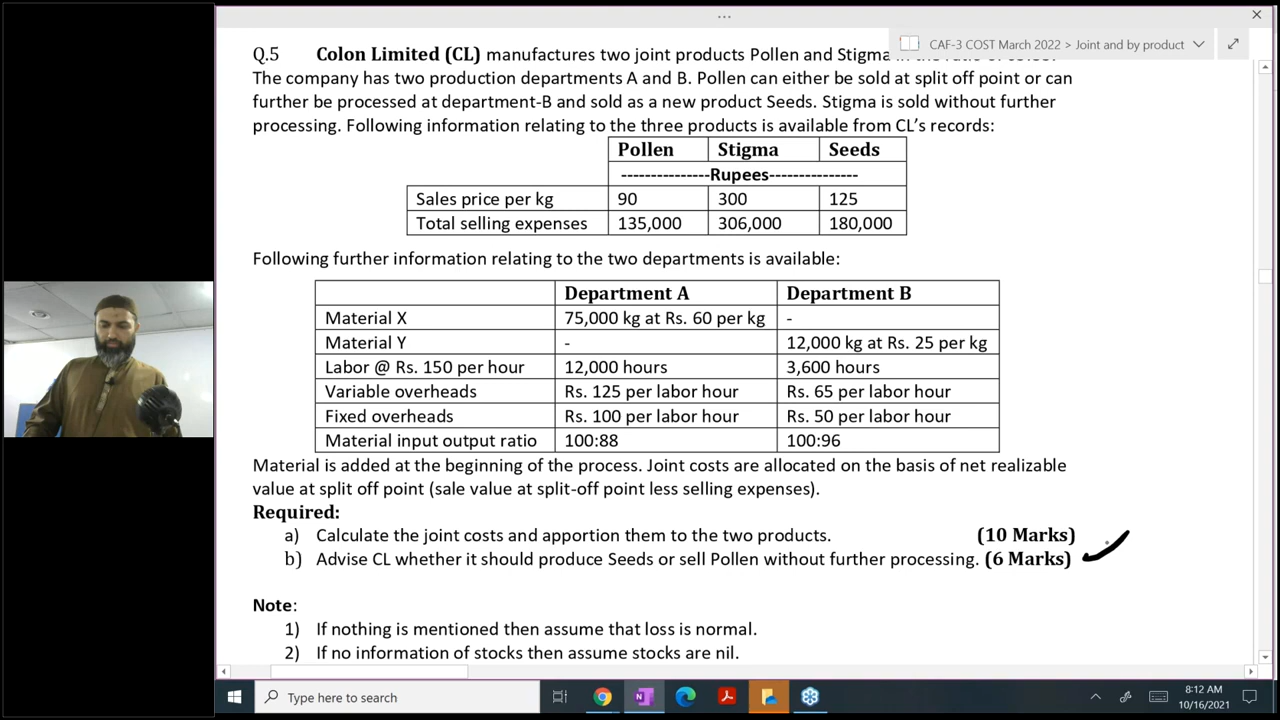 CAF-3 COST March 2022 > Joint and by product
Q.5 Colon Limited (CL) manufactures two joint products Pollen and Stigma
The company has two production departments A and B. Pollen can either be sold at split off point or can
further be processed at department-B and sold as a new product Seeds. Stigma is sold without further
processing. Following information relating to the three products is available from CL's records:
Pollen Stigma Seeds
---------------Rupees---------------
Sales price per kg 90 300 125
Total selling expenses 135,000 306,000 180,000
Following further information relating to the two departments is available:
Department A Department B
Material X 75,000 kg at Rs. 60 per kg -
Material Y - 12,000 kg at Rs. 25 per kg
Labor @ Rs. 150 per hour 12,000 hours 3,600 hours
Variable overheads Rs. 125 per labor hour Rs. 65 per labor hour
Fixed overheads Rs. 100 per labor hour Rs. 50 per labor hour
Material input output ratio 100:88 100:96
Material is added at the beginning of the process. Joint costs are allocated on the basis of net realizable
value at split off point (sale value at split-off point less selling expenses).
Required:
a) Calculate the joint costs and apportion them to the two products. (10 Marks)
b) Advise CL whether it should produce Seeds or sell Pollen without further processing. (6 Marks)
Note:
1) If nothing is mentioned then assume that loss is normal.
2) If no information of stocks then assume stocks are nil.
Type here to search
8:12 AM
10/16/2021